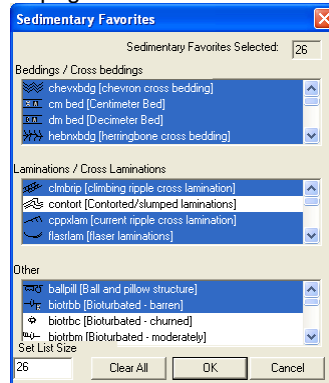 Sedimentary Favorites
Sedimentary Favorites Selected: 26
Beddings / Cross beddings
chevxbdg [chevron cross bedding]
cm bed [Centimeter Bed]
dm bed [Decimeter Bed]
hebnxbdg [herringbone cross bedding]
Laminations / Cross Laminations
clmbrip [climbing ripple cross lamination]
contort [Contorted/slumped laminations]
cppxlam [current ripple cross lamination]
flasrlam [flaser laminations]
Other
ballpill [Ball and pillow structure]
biotrbb [Bioturbated - barren]
biotrbc [Bioturbated - churned]
biotrbm [Bioturbated - moderately]
Set List Size
26 Clear All OK Cancel